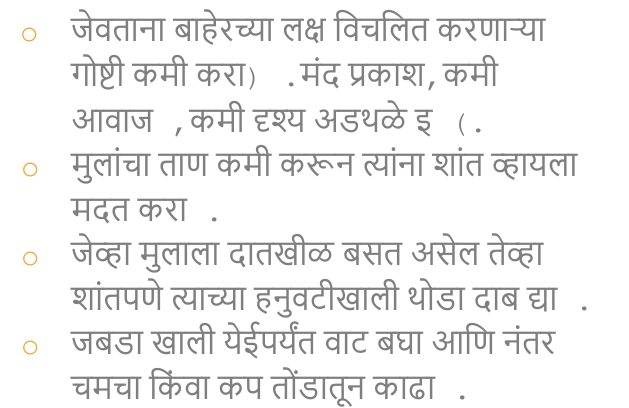 ○ जेवताना बाहेरच्या लक्ष विचलित करणाऱ्या
गोष्टी कमी करा) .मंद प्रकाश,कमी
आवाज ,कमी दृश्य अडथळे इ (.
○ मुलांचा ताण कमी करून त्यांना शांत व्हायला
मदत करा .
○ जेव्हा मुलाला दातखीळ बसत असेल तेव्हा
शांतपणे त्याच्या हनुवटीखाली थोडा दाब द्या .
○ जबडा खाली येईपर्यंत वाट बघा आणि नंतर
चमचा किंवा कप तोंडातून काढा .